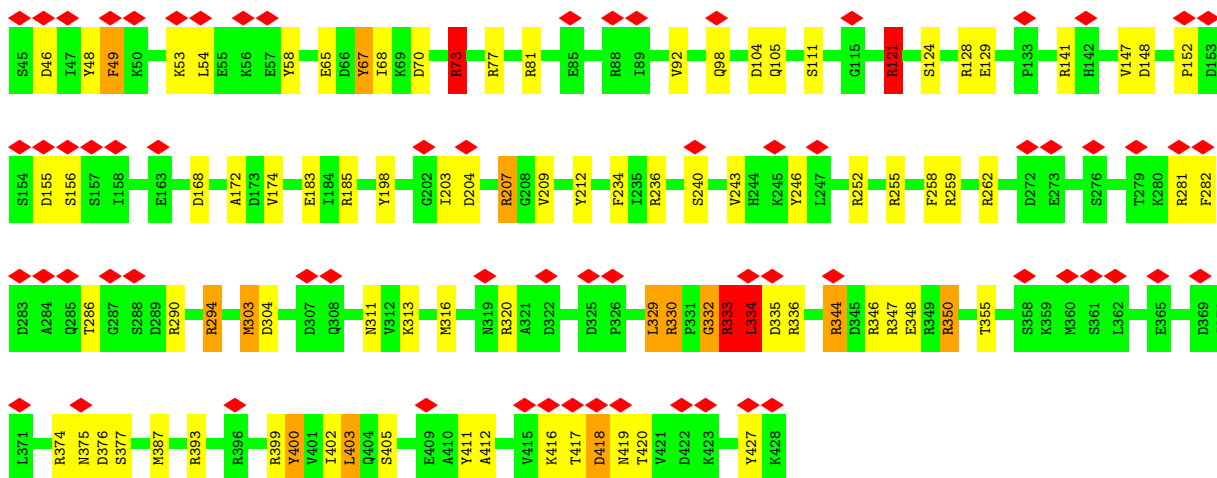 S45 D46 I47 Y48 F49 K50 K53 L54 E55 K56 E57 Y58 E65 D66 Y67 I68 K69 D70 R73 R77 R81 E85 R88 I89 V92 Q98 D104 Q105 S111 G115 R121 S124 R128 E129 P133 R141 H142 V147 D148 P152 D153
S154 D155 S156 S157 I158 E163 D168 A172 D173 V174 E183 I184 R185 Y198 G202 I203 D204 R207 G208 V209 Y212 F234 I235 R236 S240 V243 H244 K245 Y246 L247 R252 R255 F258 R259 R262 D272 E273 S276 T279 K280 R281 F282
D283 A284 Q285 T286 G287 S288 D289 R290 R294 M303 D304 D307 Q308 N311 V312 K313 M316 N319 R320 A321 D322 D325 P326 L329 R330 P331 G332 R333 L334 D335 R336 R344 D345 R346 R347 E348 R349 R350 T355 S358 K359 M360 S361 L362 E365 D369
L371 R374 N375 D376 S377 M387 R393 R396 R399 Y400 V401 I402 L403 Q404 S405 E409 A410 Y411 A412 V415 K416 T417 D418 N419 T420 V421 D422 K423 Y427 K428